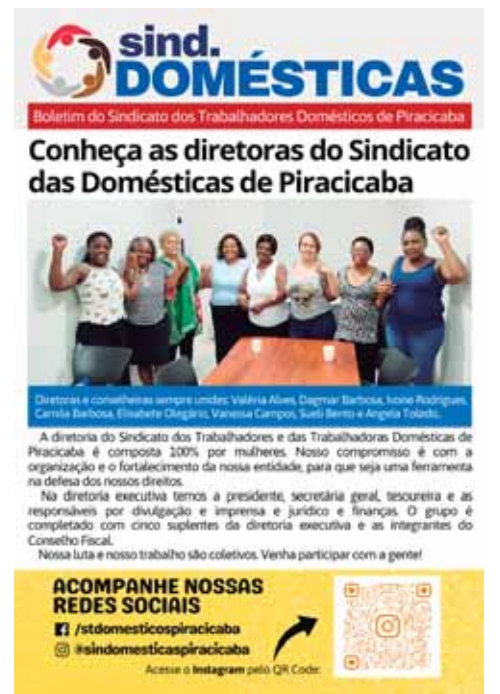 sind.
DOMÉSTICAS
Boletim do Sindicato dos Trabalhadores Domésticos de Piracicaba
Conheça as diretoras do Sindicato
das Domésticas de Piracicaba
Diretoras e conselheiras sempre unidas: Valéria Alves, Dagmar Barbosa, Ivone Rodrigues,
Camila Barbosa, Elisabete Olegário, Vanessa Campos, Sueli Bento e Angela Toledo.
A diretoria do Sindicato dos Trabalhadores e das Trabalhadoras Domésticas de
Piracicaba é composta 100% por mulheres. Nosso compromisso é com a
organização e o fortalecimento da nossa entidade, para que seja uma ferramenta
na defesa dos nossos direitos.
Na diretoria executiva temos a presidente, secretária geral, tesoureira e as
responsáveis por divulgação e imprensa e jurídico e finanças. O grupo é
completado com cinco suplentes da diretoria executiva e as integrantes do
Conselho Fiscal.
Nossa luta e nosso trabalho são coletivos. Venha participar com a gente!
ACOMPANHE NOSSAS
REDES SOCIAIS
/stdomesticospiracicaba
@sindomesticapiracicaba
Acesse o Instagram pelo QR Code: